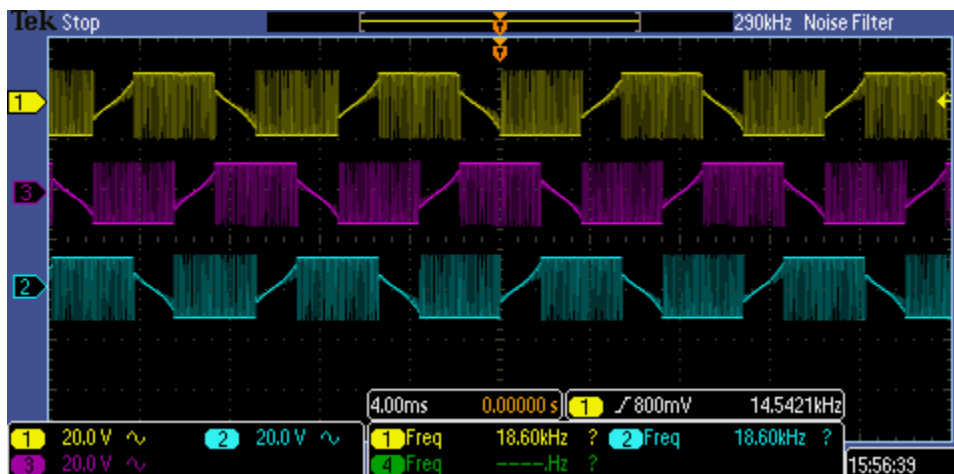 Tek Stop 290kHz Noise Filter
T
T
1
3
2
4.00ms 0.00000 s 1 800mV 14.5421kHz
1 20.0 V 2 20.0 V 1 Freq 18.60kHz ? 2 Freq 18.60kHz ?
3 20.0 V 4 Freq ----.Hz ? 15:56:39